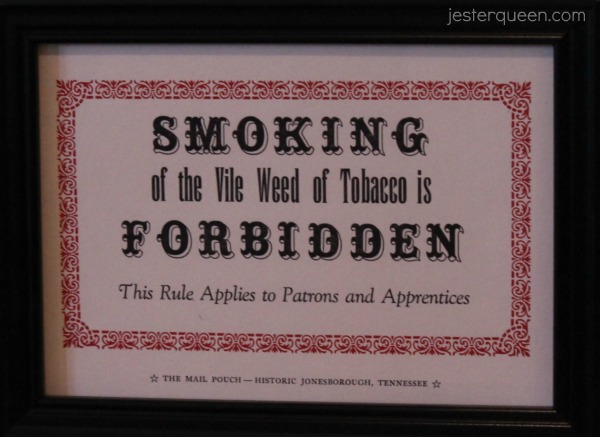 jesterqueen.com
SMOKING
of the Vile Weed of Tobacco is
FORBIDDEN
This Rule Applies to Patrons and Apprentices
☆ THE MAIL POUCH — HISTORIC JONESBOROUGH, TENNESSEE ☆